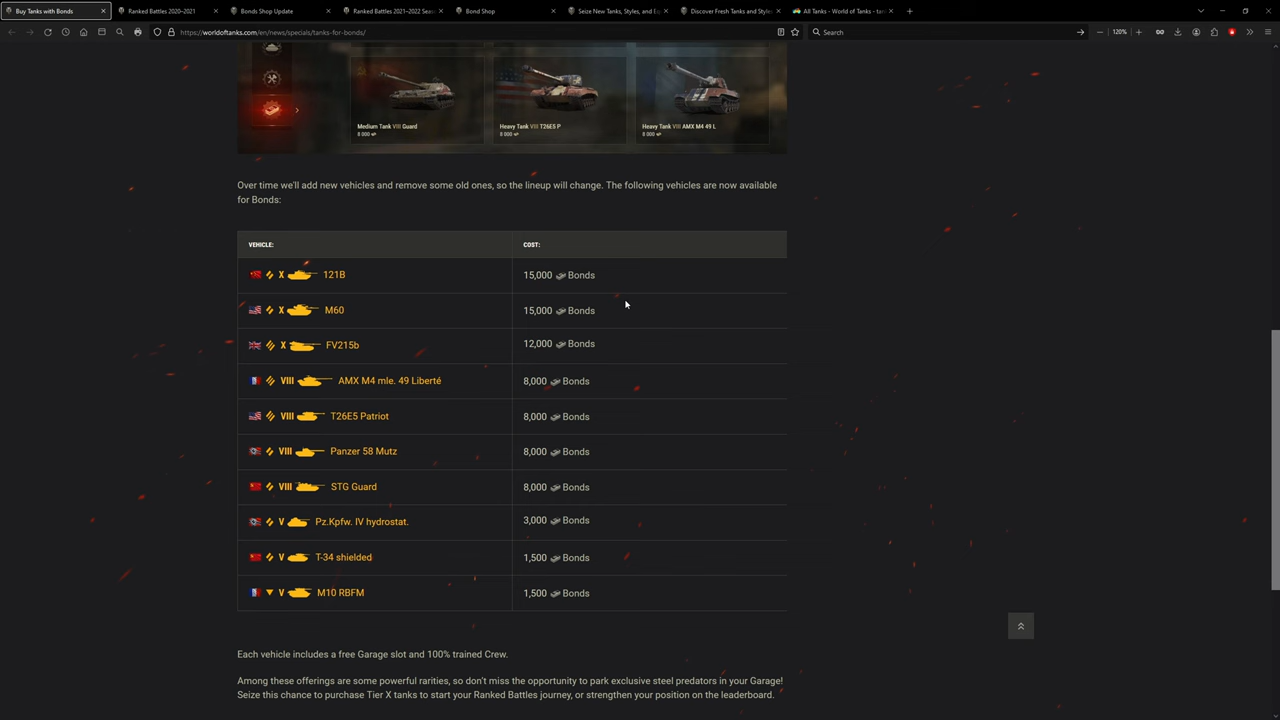 Buy Tanks with Bonds
Ranked Battles 2020–2021
Bonds Shop Update
Ranked Battles 2021–2022 Seas
Bond Shop
Seize New Tanks, Styles, and Eq
Discover Fresh Tanks and Style
All Tanks - World of Tanks - tan
https://worldoftanks.com/en/news/specials/tanks-for-bonds/
120%
Search
Medium Tank VIII Guard
8 000
Heavy Tank VIII T26E5 P
8 000
Heavy Tank VIII AMX M4 49 L
8 000
Over time we'll add new vehicles and remove some old ones, so the lineup will change. The following vehicles are now available
for Bonds:
VEHICLE: COST:
X 121B 15,000 Bonds
X M60 15,000 Bonds
X FV215b 12,000 Bonds
VIII AMX M4 mle. 49 Liberté 8,000 Bonds
VIII T26E5 Patriot 8,000 Bonds
VIII Panzer 58 Mutz 8,000 Bonds
VIII STG Guard 8,000 Bonds
V Pz.Kpfw. IV hydrostat. 3,000 Bonds
V T-34 shielded 1,500 Bonds
V M10 RBFM 1,500 Bonds
Each vehicle includes a free Garage slot and 100% trained Crew.
Among these offerings are some powerful rarities, so don't miss the opportunity to park exclusive steel predators in your Garage!
Seize this chance to purchase Tier X tanks to start your Ranked Battles journey, or strengthen your position on the leaderboard.